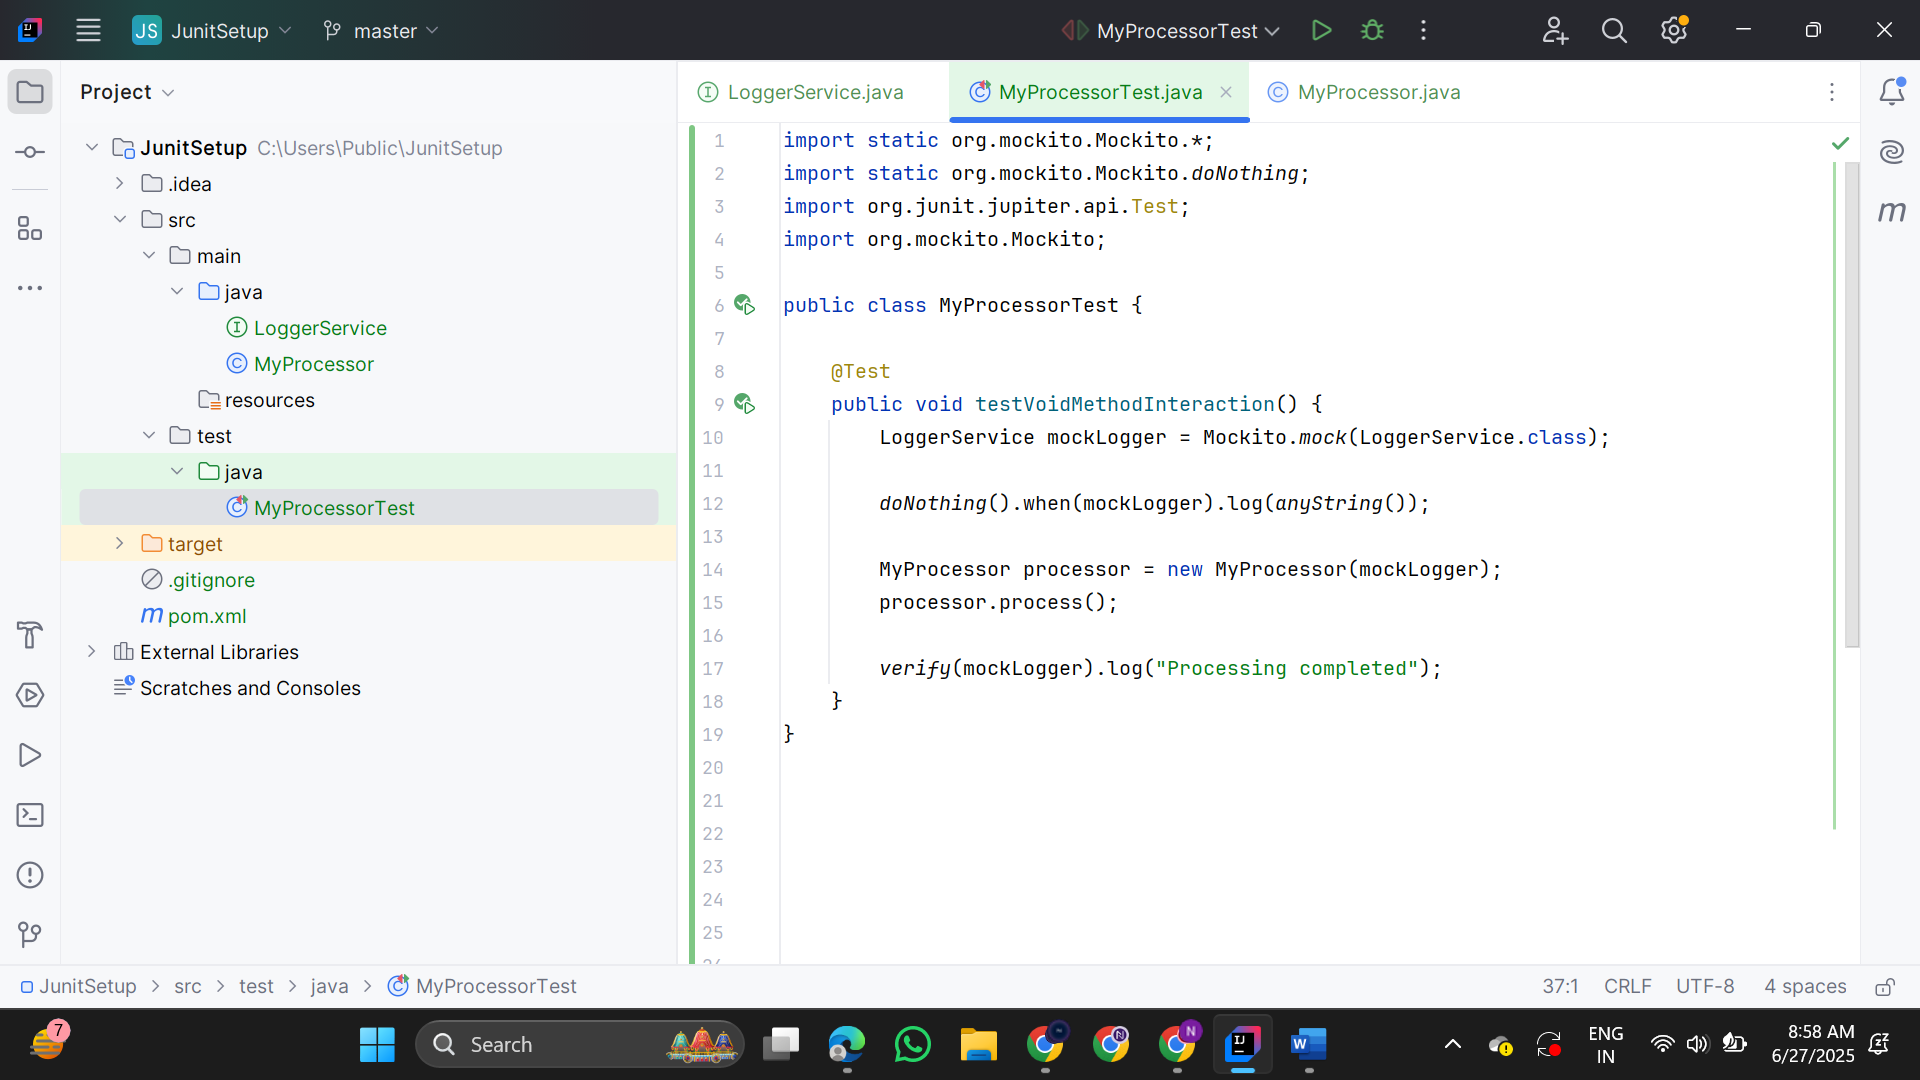 JS JunitSetup master MyProcessorTest
Project
JunitSetup C:\Users\Public\JunitSetup
.idea
src
main
java
LoggerService
MyProcessor
resources
test
java
MyProcessorTest
target
.gitignore
pom.xml
External Libraries
Scratches and Consoles
LoggerService.java MyProcessorTest.java MyProcessor.java
1 import static org.mockito.Mockito.*;
2 import static org.mockito.Mockito.doNothing;
3 import org.junit.jupiter.api.Test;
4 import org.mockito.Mockito;
5
6 public class MyProcessorTest {
7
8 @Test
9 public void testVoidMethodInteraction() {
10 LoggerService mockLogger = Mockito.mock(LoggerService.class);
11
12 doNothing().when(mockLogger).log(anyString());
13
14 MyProcessor processor = new MyProcessor(mockLogger);
15 processor.process();
16
17 verify(mockLogger).log("Processing completed");
18 }
19 }
20
21
22
23
24
25
JunitSetup > src > test > java > MyProcessorTest
37:1 CRLF UTF-8 4 spaces
7
Search
ENG
IN
8:58 AM
6/27/2025